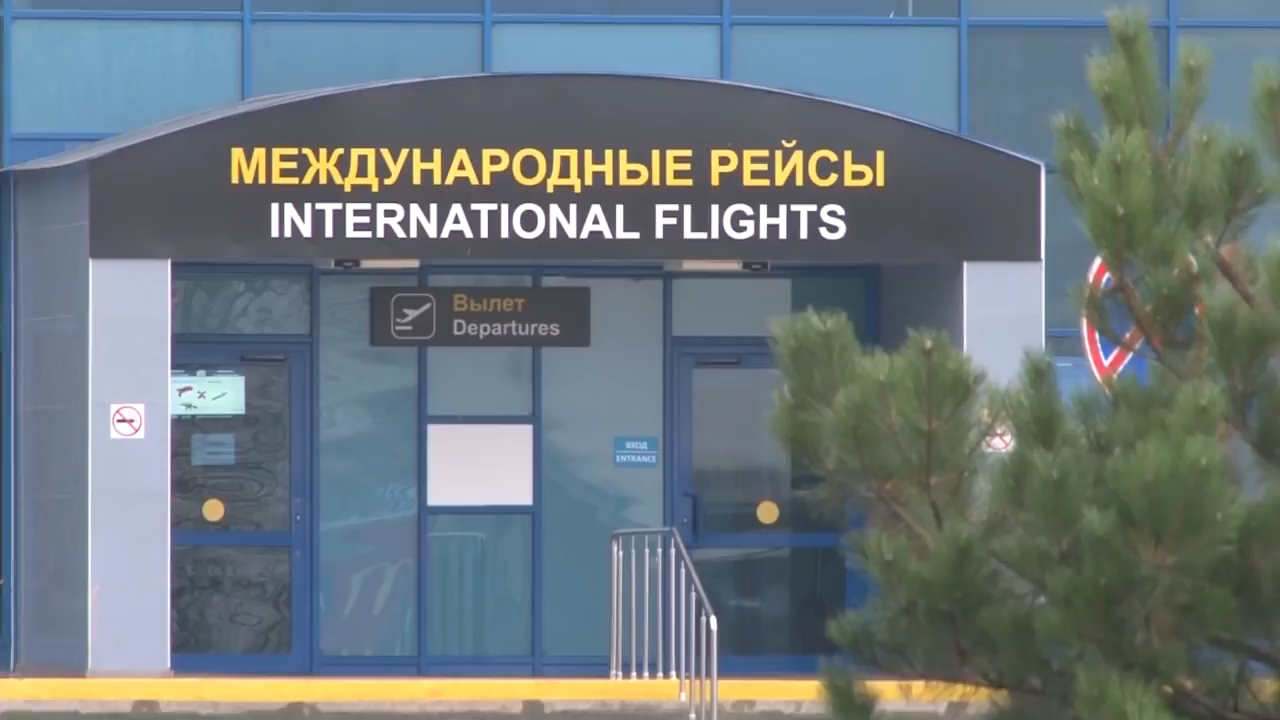 МЕЖДУНАРОДНЫЕ РЕЙСЫ
INTERNATIONAL FLIGHTS
Вылет
Departures
ВХОД
ENTRANCE